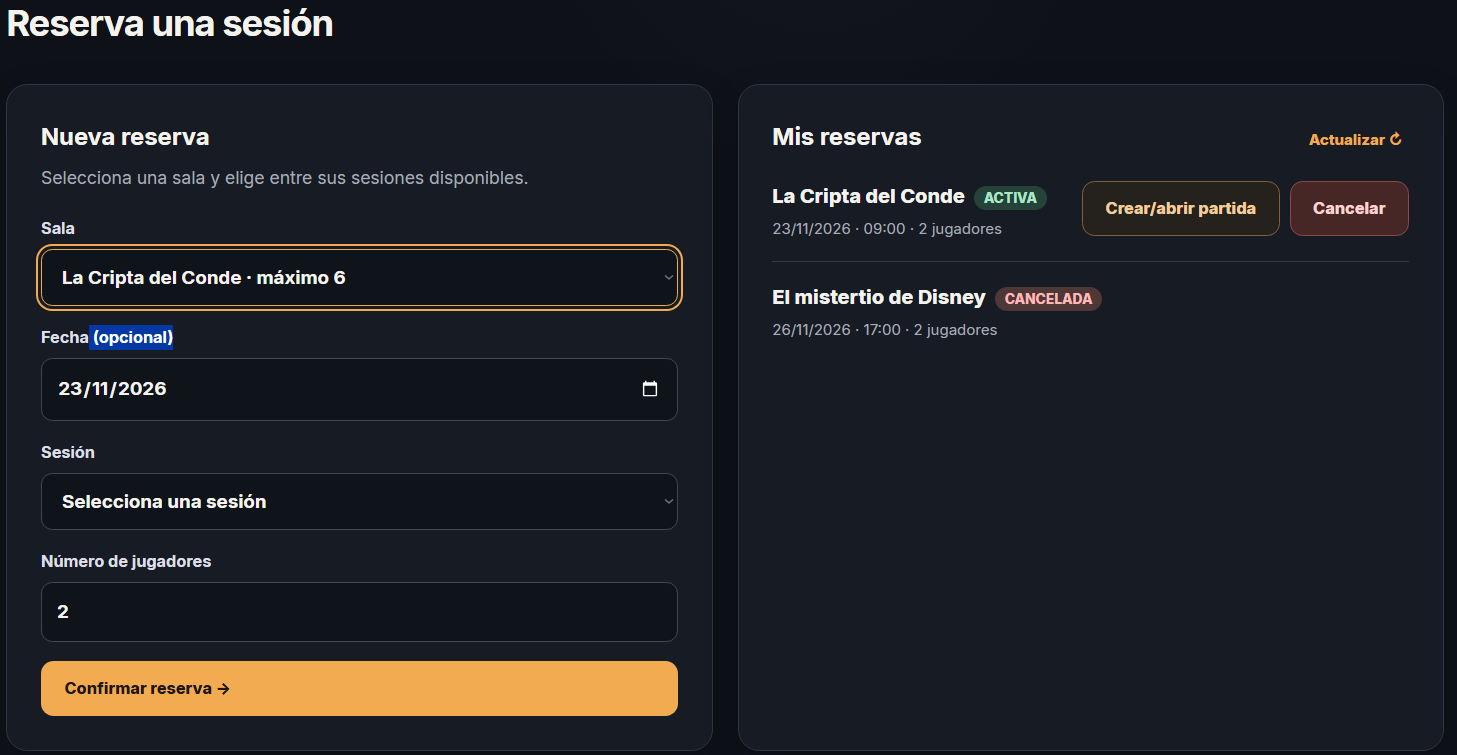 Reserva una sesión
Nueva reserva
Selecciona una sala y elige entre sus sesiones disponibles.
Sala
La Cripta del Conde · máximo 6
Fecha (opcional)
23/11/2026
Sesión
Selecciona una sesión
Número de jugadores
2
Confirmar reserva →
Mis reservas
Actualizar ↻
La Cripta del Conde ACTIVA
23/11/2026 · 09:00 · 2 jugadores
Crear/abrir partida
Cancelar
El mistertio de Disney CANCELADA
26/11/2026 · 17:00 · 2 jugadores